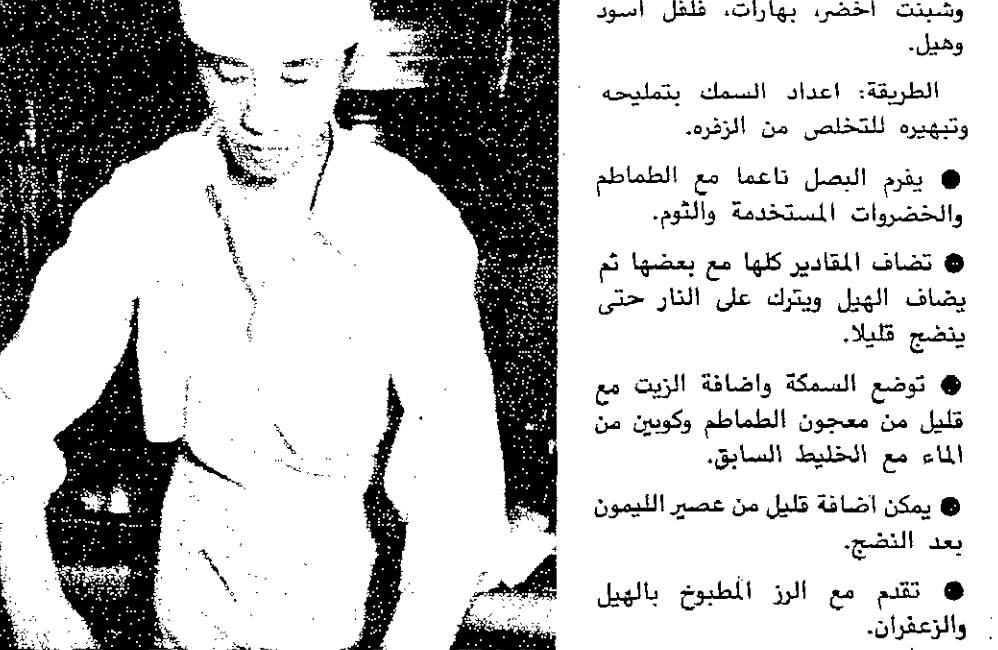 وشبنت اخضر، بهارات، فلفل اسود
وهيل.
الطريقة: اعداد السمك بتمليحه
وتبهيره للتخلص من الزفره.
● يفرم البصل ناعما مع الطماطم
والخضروات المستخدمة والثوم.
● تضاف المقادير كلها مع بعضها ثم
يضاف الهيل ويترك على النار حتى
ينضج قليلا.
● توضع السمكة واضافة الزيت مع
قليل من معجون الطماطم وكوبين من
الماء مع الخليط السابق.
● يمكن اضافة قليل من عصير الليمون
بعد النضج.
● تقدم مع الرز المطبوخ بالهيل
والزعفران.